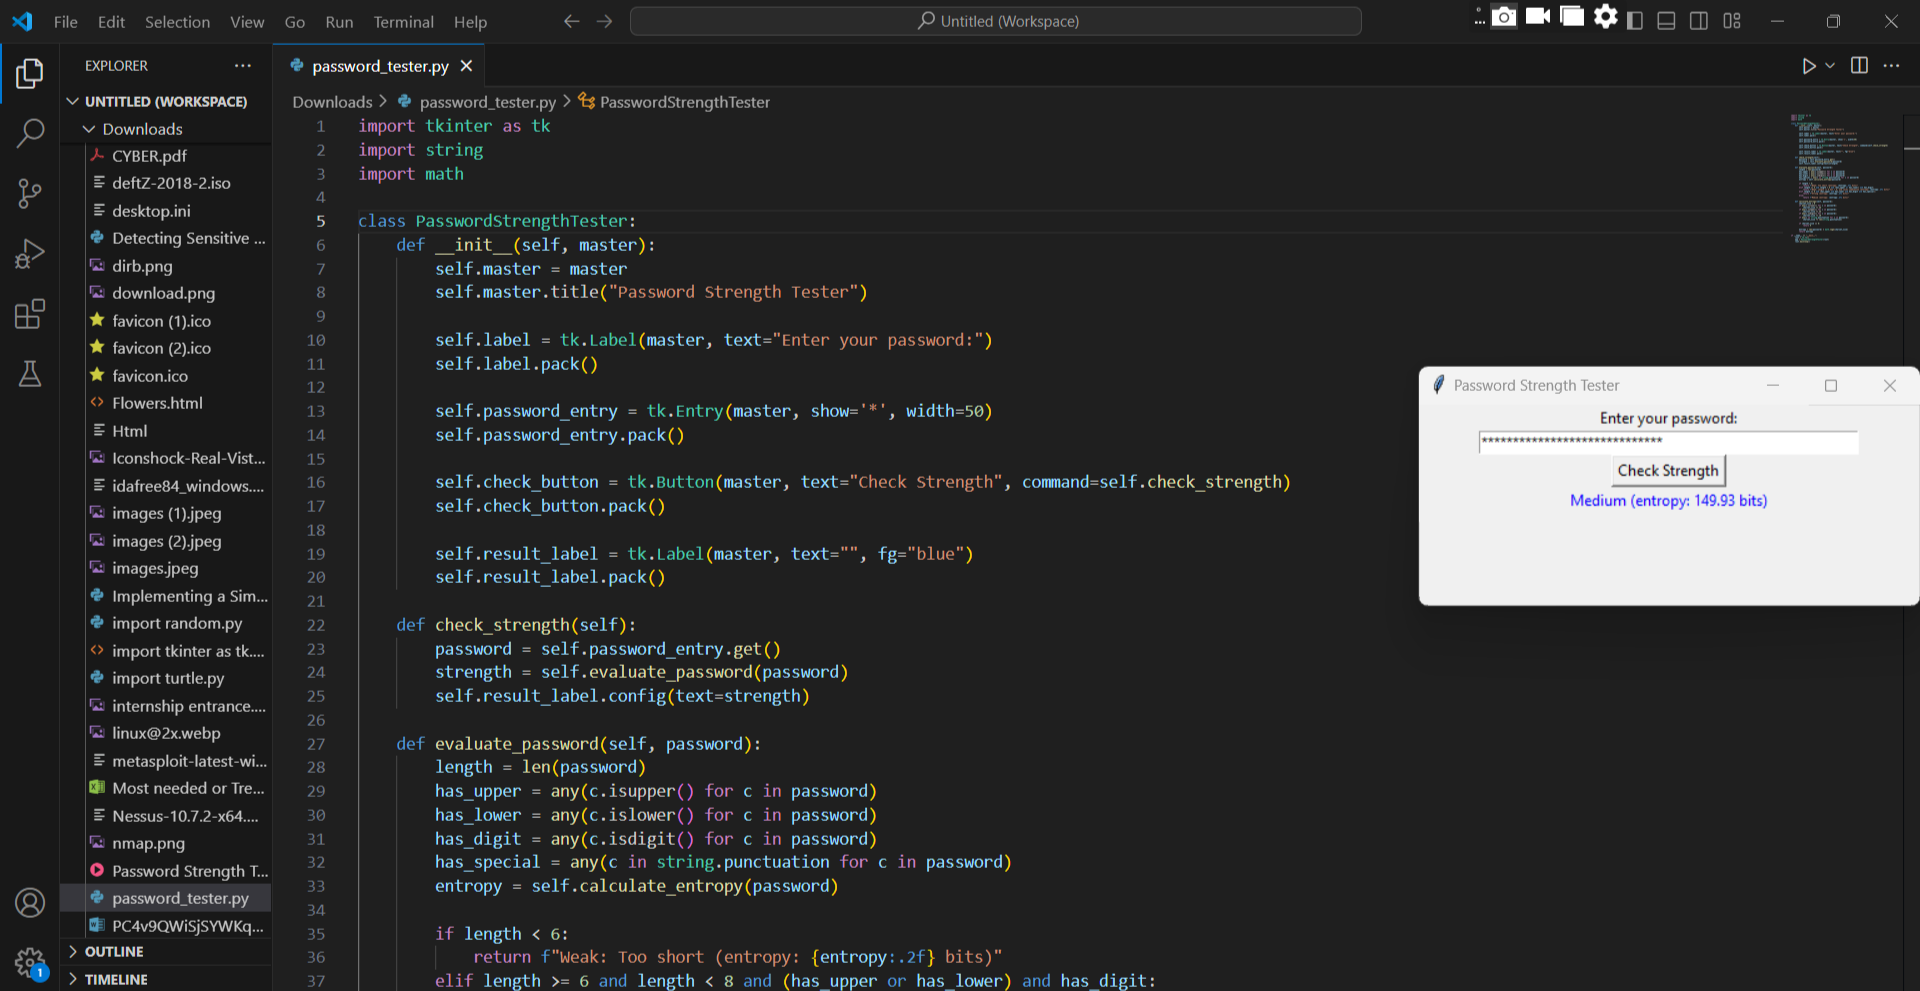 File Edit Selection View Go Run Terminal Help
Untitled (Workspace)
EXPLORER
UNTITLED (WORKSPACE)
Downloads
CYBER.pdf
deftZ-2018-2.iso
desktop.ini
Detecting Sensitive ...
dirb.png
download.png
favicon (1).ico
favicon (2).ico
favicon.ico
Flowers.html
Html
Iconshock-Real-Vist...
idafree84_windows....
images (1).jpeg
images (2).jpeg
images.jpeg
Implementing a Sim...
import random.py
import tkinter as tk....
import turtle.py
internship entrance....
linux@2x.webp
metasploit-latest-wi...
Most needed or Tre...
Nessus-10.7.2-x64....
nmap.png
Password Strength T...
password_tester.py
PC4v9QWiSjSYWKq...
OUTLINE
TIMELINE
1
password_tester.py
Downloads > password_tester.py > PasswordStrengthTester
1 import tkinter as tk
2 import string
3 import math
4
5 class PasswordStrengthTester:
6 def __init__(self, master):
7 self.master = master
8 self.master.title("Password Strength Tester")
9
10 self.label = tk.Label(master, text="Enter your password:")
11 self.label.pack()
12
13 self.password_entry = tk.Entry(master, show='*', width=50)
14 self.password_entry.pack()
15
16 self.check_button = tk.Button(master, text="Check Strength", command=self.check_strength)
17 self.check_button.pack()
18
19 self.result_label = tk.Label(master, text="", fg="blue")
20 self.result_label.pack()
21
22 def check_strength(self):
23 password = self.password_entry.get()
24 strength = self.evaluate_password(password)
25 self.result_label.config(text=strength)
26
27 def evaluate_password(self, password):
28 length = len(password)
29 has_upper = any(c.isupper() for c in password)
30 has_lower = any(c.islower() for c in password)
31 has_digit = any(c.isdigit() for c in password)
32 has_special = any(c in string.punctuation for c in password)
33 entropy = self.calculate_entropy(password)
34
35 if length < 6:
36 return f"Weak: Too short (entropy: {entropy:.2f} bits)"
37 elif length >= 6 and length < 8 and (has_upper or has_lower) and has_digit:
Password Strength Tester
Enter your password:
*****************************
Check Strength
Medium (entropy: 149.93 bits)